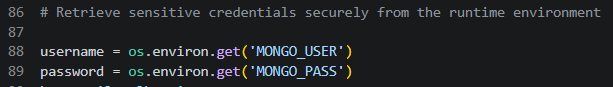 86 # Retrieve sensitive credentials securely from the runtime environment
87
88 username = os.environ.get('MONGO_USER')
89 password = os.environ.get('MONGO_PASS')